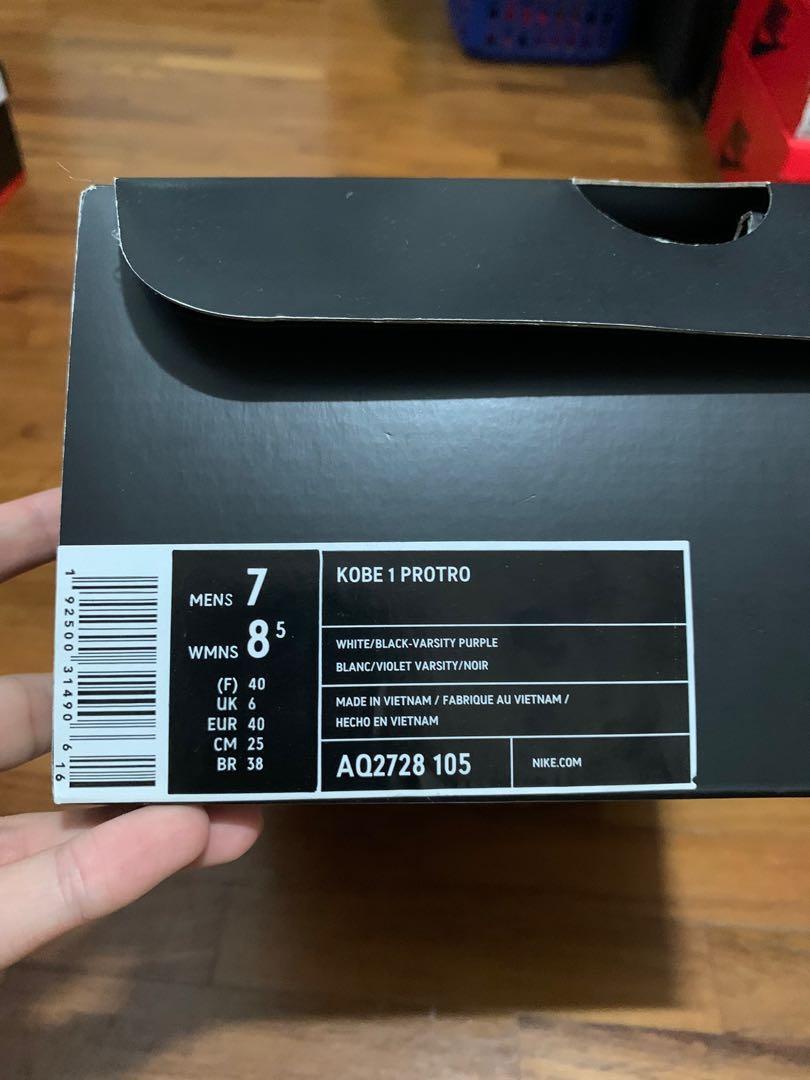 1 92500 31490 6 16
MENS 7
WMNS 8 5
(F) 40
UK 6
EUR 40
CM 25
BR 38
KOBE 1 PROTRO
WHITE/BLACK-VARSITY PURPLE
BLANC/VIOLET VARSITY/NOIR
MADE IN VIETNAM / FABRIQUE AU VIETNAM /
HECHO EN VIETNAM
AQ2728 105
NIKE.COM